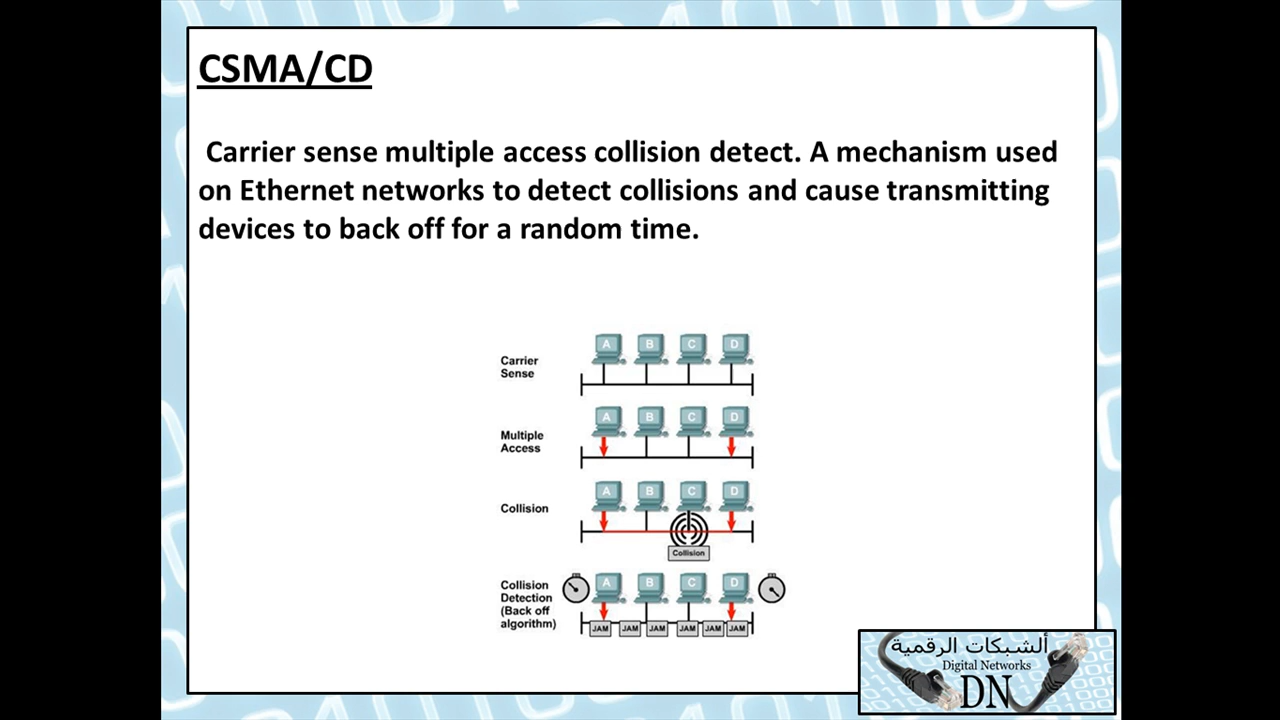 CSMA/CD
Carrier sense multiple access collision detect. A mechanism used
on Ethernet networks to detect collisions and cause transmitting
devices to back off for a random time.
Carrier
Sense
A B C D
Multiple
Access
A B C D
Collision
A B C D
Collision
Collision
Detection
(Back off
algorithm)
A B C D
JAM JAM JAM JAM JAM JAM
ألشبكات الرقمية
Digital Networks
DN